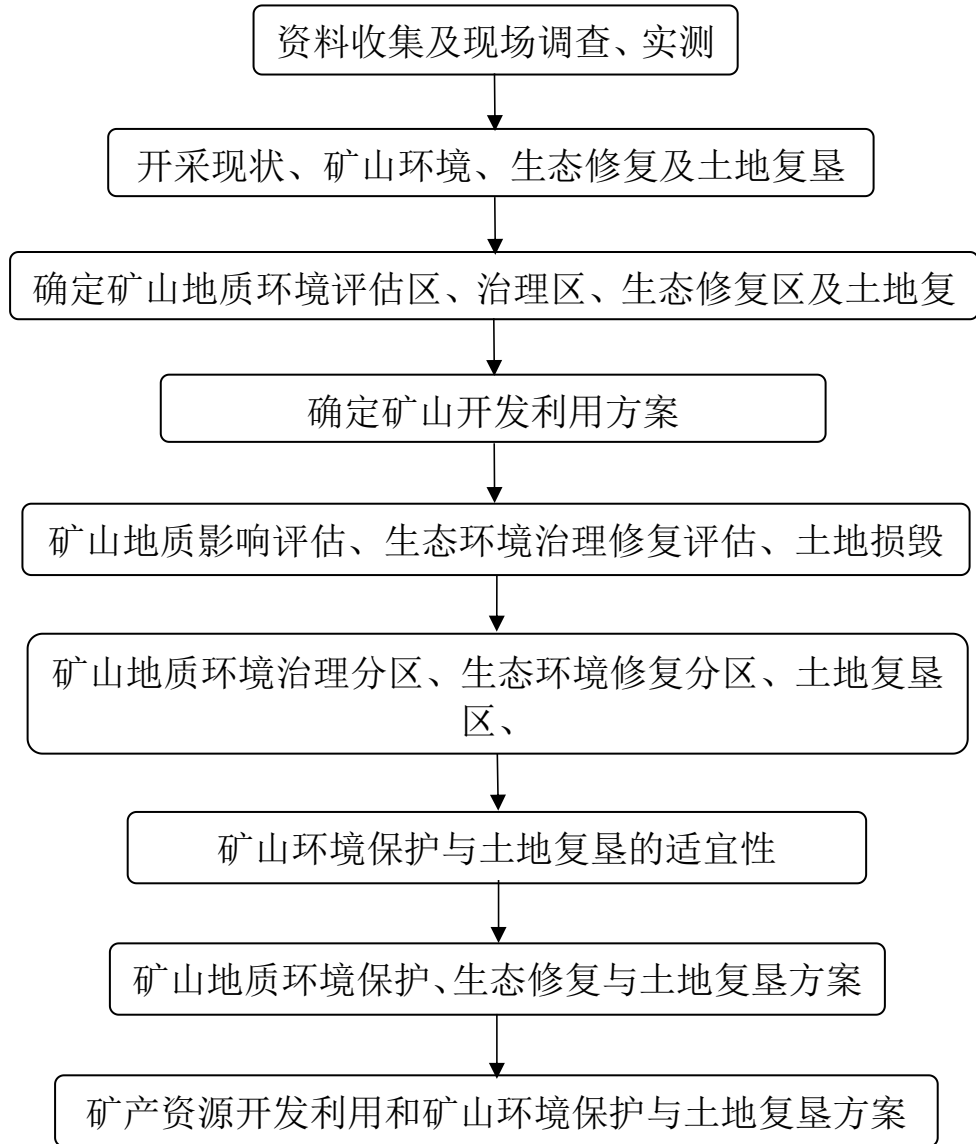 资料收集及现场调查、实测
开采现状、矿山环境、生态修复及土地复垦
确定矿山地质环境评估区、治理区、生态修复区及土地复
确定矿山开发利用方案
矿山地质影响评估、生态环境治理修复评估、土地损毁
矿山地质环境治理分区、生态环境修复分区、土地复垦
区、
矿山环境保护与土地复垦的适宜性
矿山地质环境保护、生态修复与土地复垦方案
矿产资源开发利用和矿山环境保护与土地复垦方案